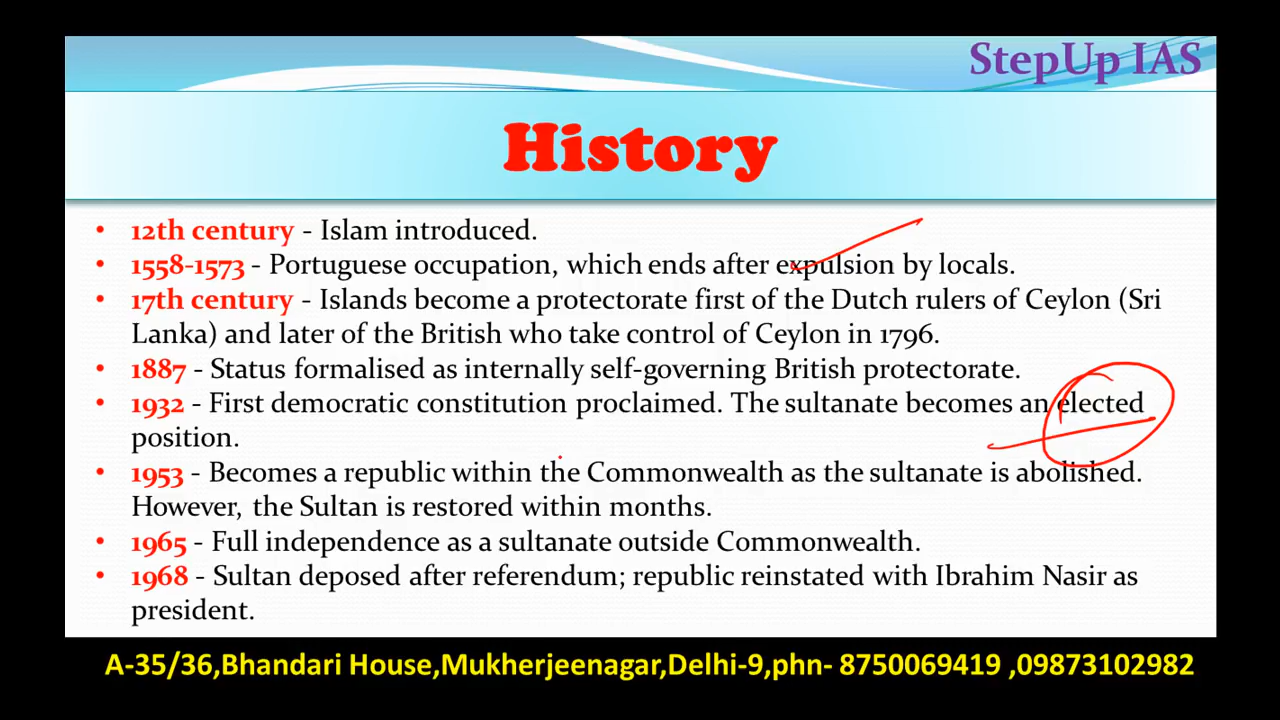 StepUp IAS
History
• 12th century - Islam introduced.
• 1558-1573 - Portuguese occupation, which ends after expulsion by locals.
• 17th century - Islands become a protectorate first of the Dutch rulers of Ceylon (Sri
Lanka) and later of the British who take control of Ceylon in 1796.
• 1887 - Status formalised as internally self-governing British protectorate.
• 1932 - First democratic constitution proclaimed. The sultanate becomes an elected
position.
• 1953 - Becomes a republic within the Commonwealth as the sultanate is abolished.
However, the Sultan is restored within months.
• 1965 - Full independence as a sultanate outside Commonwealth.
• 1968 - Sultan deposed after referendum; republic reinstated with Ibrahim Nasir as
president.
A-35/36,Bhandari House,Mukherjeenagar,Delhi-9,phn- 8750069419 ,09873102982